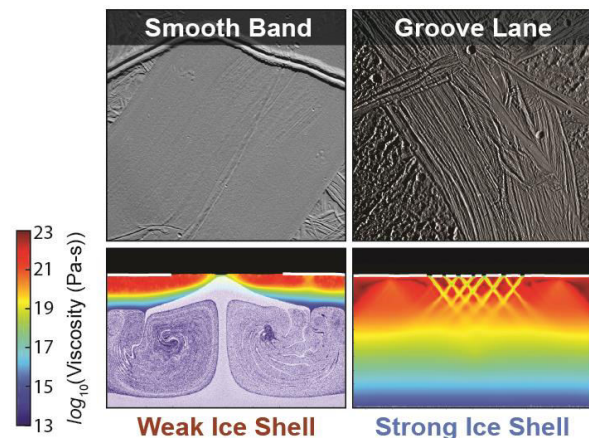 Smooth Band
Groove Lane
log10(Viscosity (Pa-s))
23
21
19
17
15
13
Weak Ice Shell
Strong Ice Shell